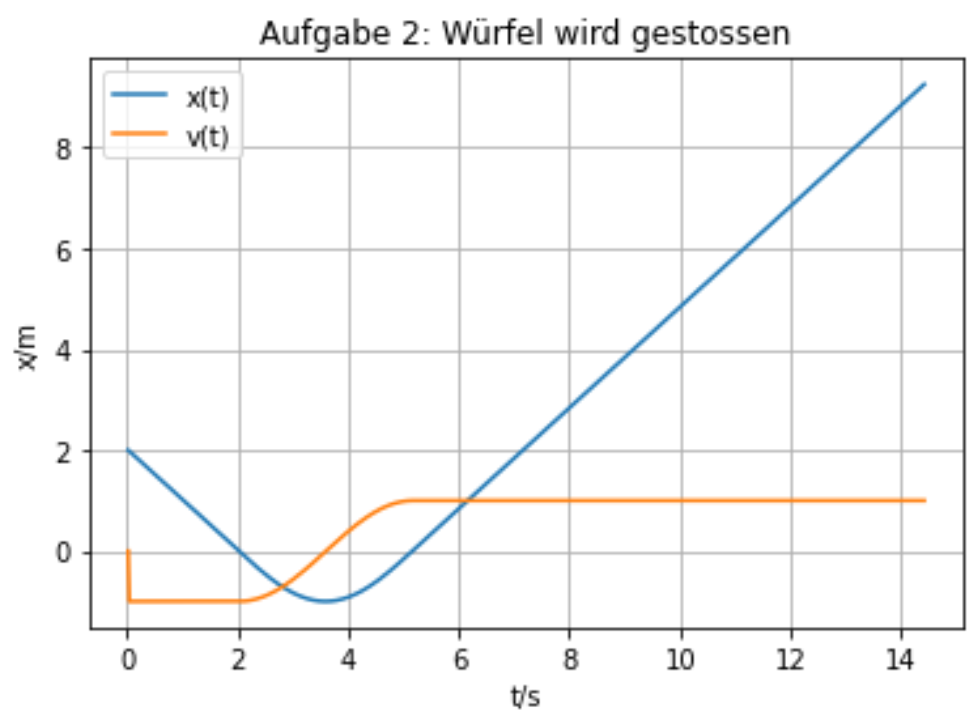 Aufgabe 2: Würfel wird gestossen
x(t)
v(t)
8
6
4
2
0
x/m
0 2 4 6 8 10 12 14
t/s